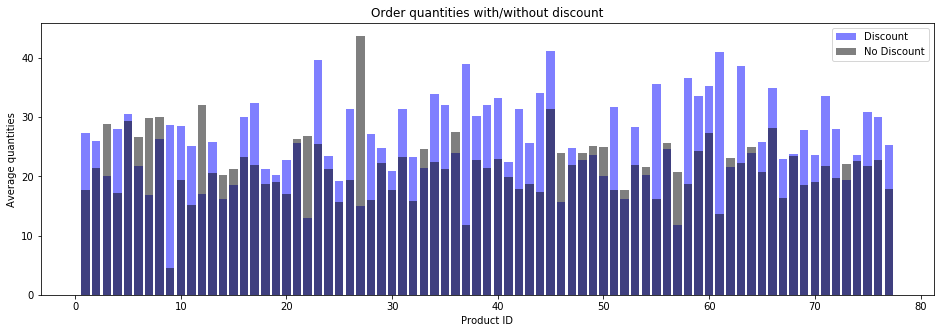 Order quantities with/without discount
Discount
No Discount
Average quantities
40
30
20
10
0
0 10 20 30 40 50 60 70 80
Product ID